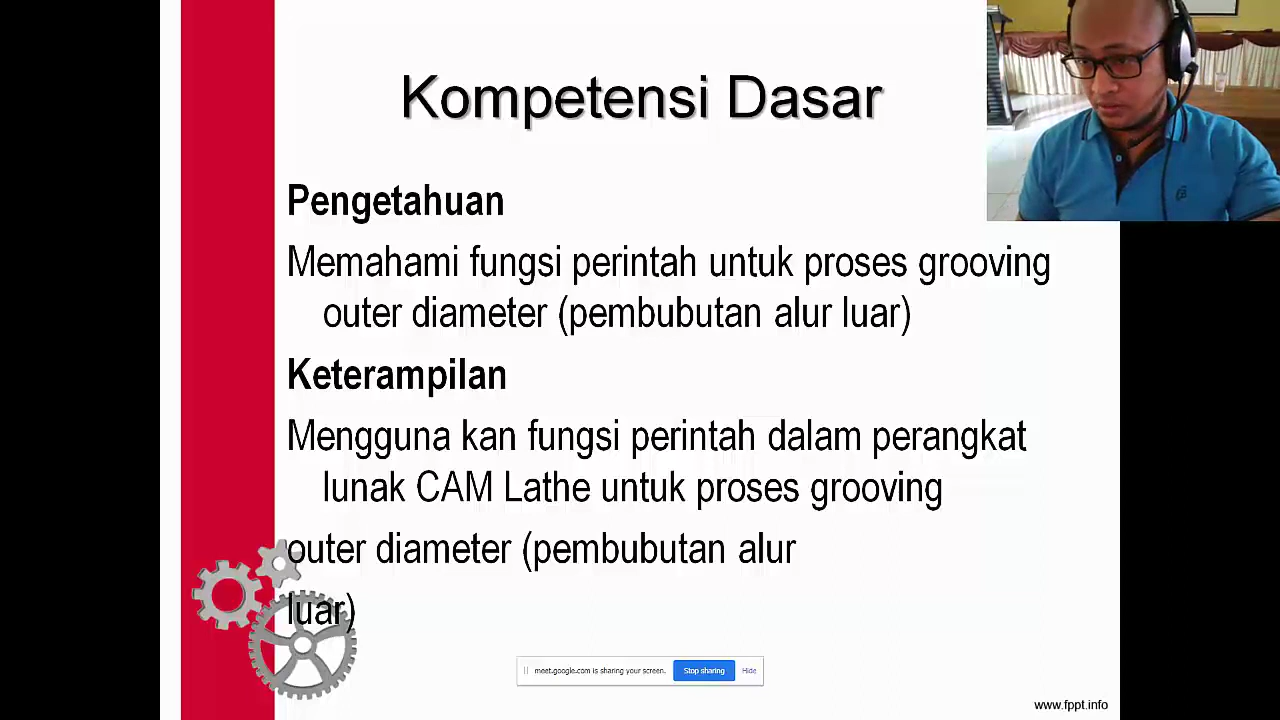 Kompetensi Dasar
Pengetahuan
Memahami fungsi perintah untuk proses grooving
outer diameter (pembubutan alur luar)
Keterampilan
Mengguna kan fungsi perintah dalam perangkat
lunak CAM Lathe untuk proses grooving
outer diameter (pembubutan alur
luar)
meet.google.com is sharing your screen. Stop sharing Hide
www.fppt.info